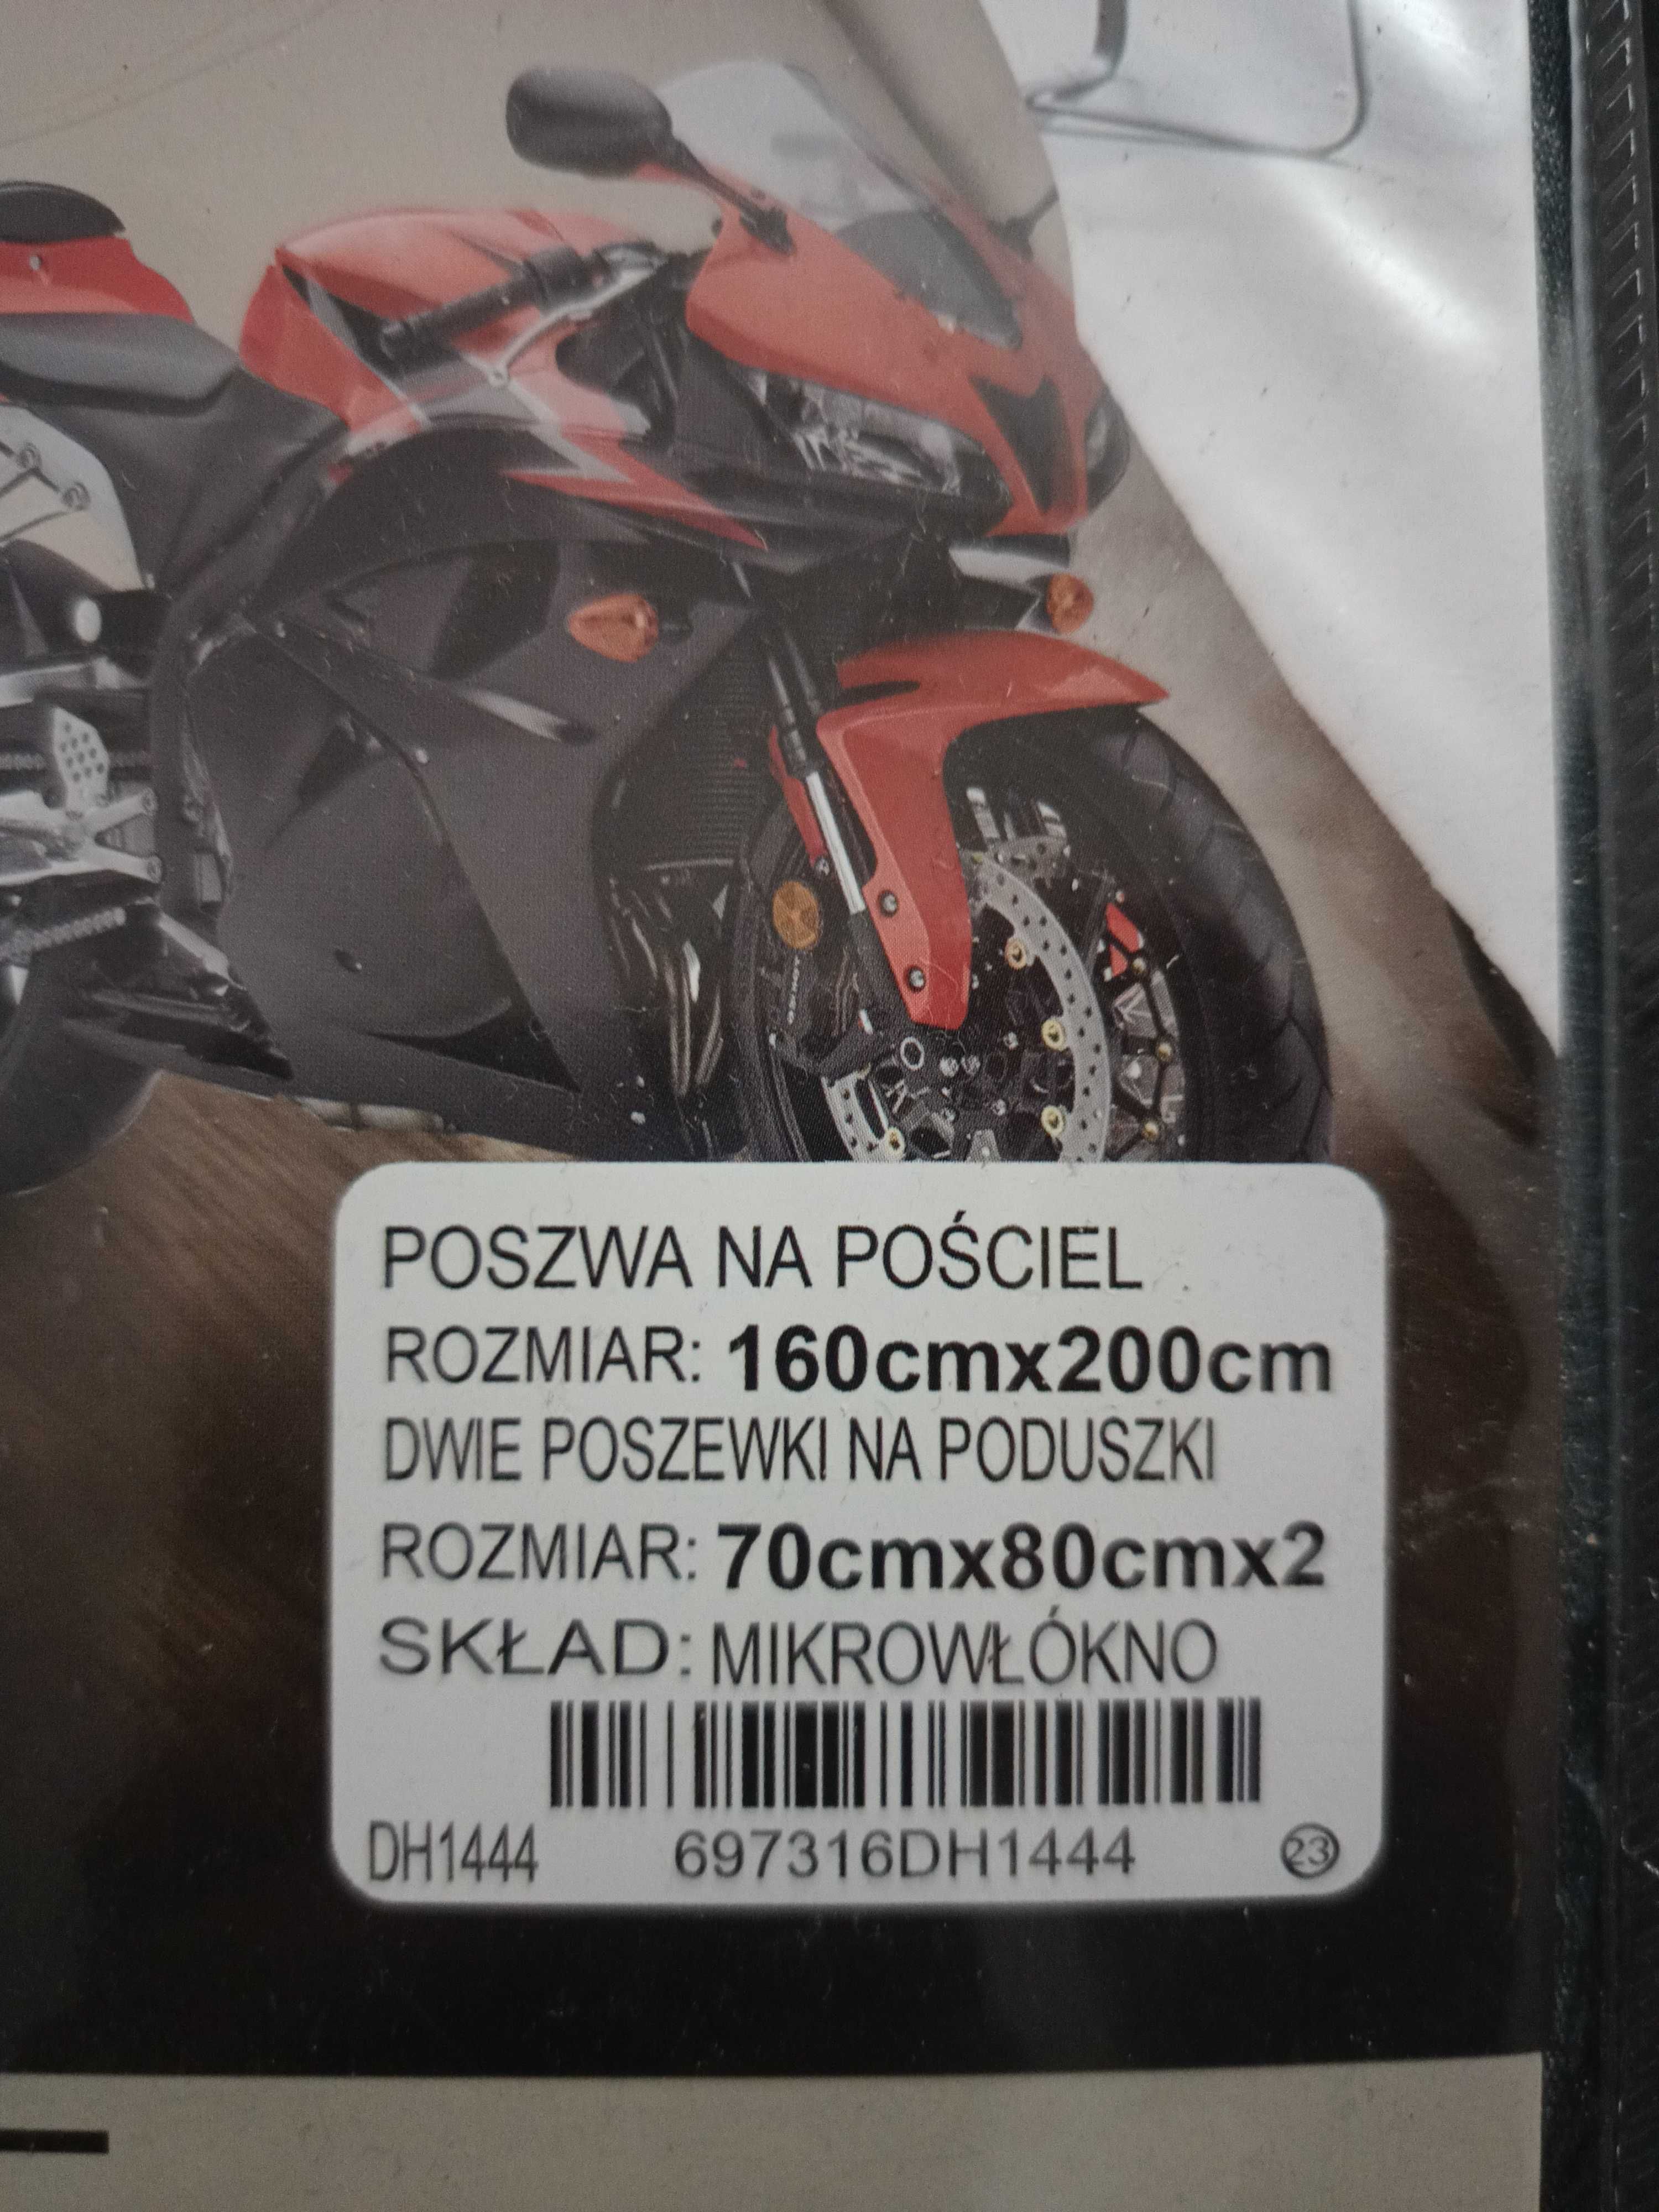 POSZWA NA POŚCIEL
ROZMIAR: 160cmx200cm
DWIE POSZEWKI NA PODUSZKI
ROZMIAR: 70cmx80cmx2
SKŁAD: MIKROWŁÓKNO
DH1444 697316DH1444 23